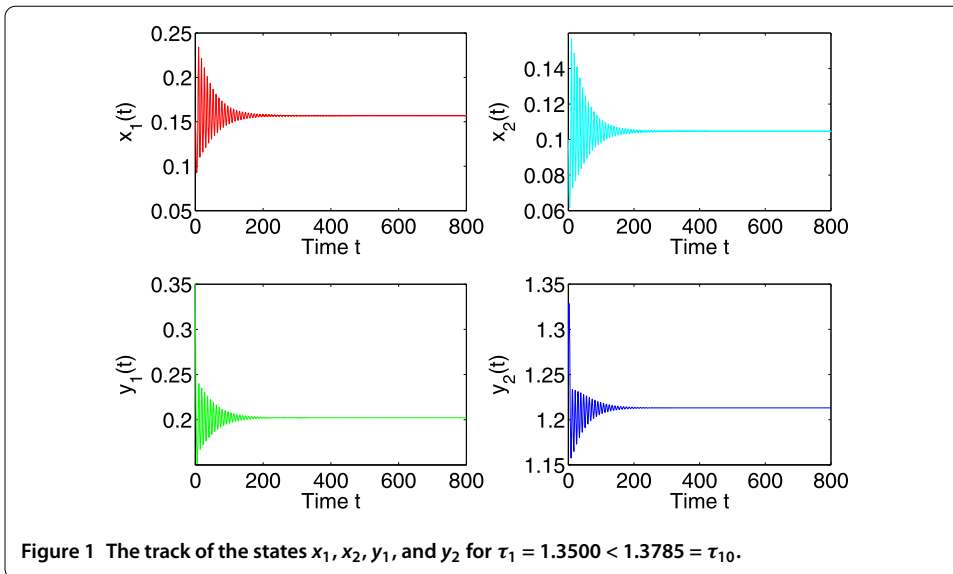 0.25
0.2
0.15
0.1
0.05
x₁(t)
0 200 400 600 800
Time t
0.14
0.12
0.1
0.08
0.06
x₂(t)
0 200 400 600 800
Time t
0.35
0.3
0.25
0.2
y₁(t)
0 200 400 600 800
Time t
1.35
1.3
1.25
1.2
1.15
y₂(t)
0 200 400 600 800
Time t
Figure 1 The track of the states x₁, x₂, y₁, and y₂ for τ₁ = 1.3500 < 1.3785 = τ₁₀.